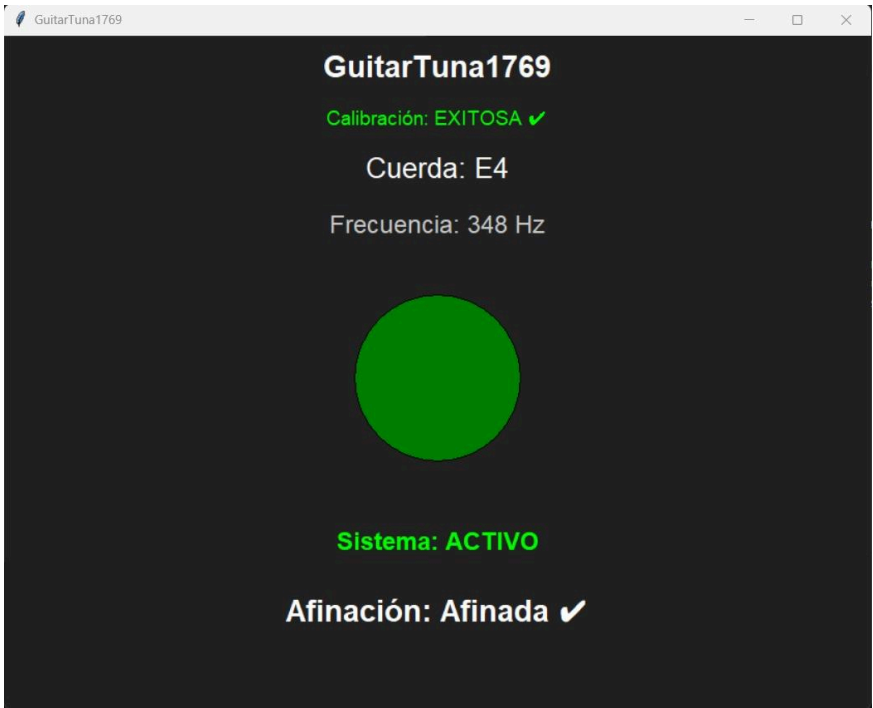 GuitarTuna1769
GuitarTuna1769
Calibración: EXITOSA ✔
Cuerda: E4
Frecuencia: 348 Hz
Sistema: ACTIVO
Afinación: Afinada ✔